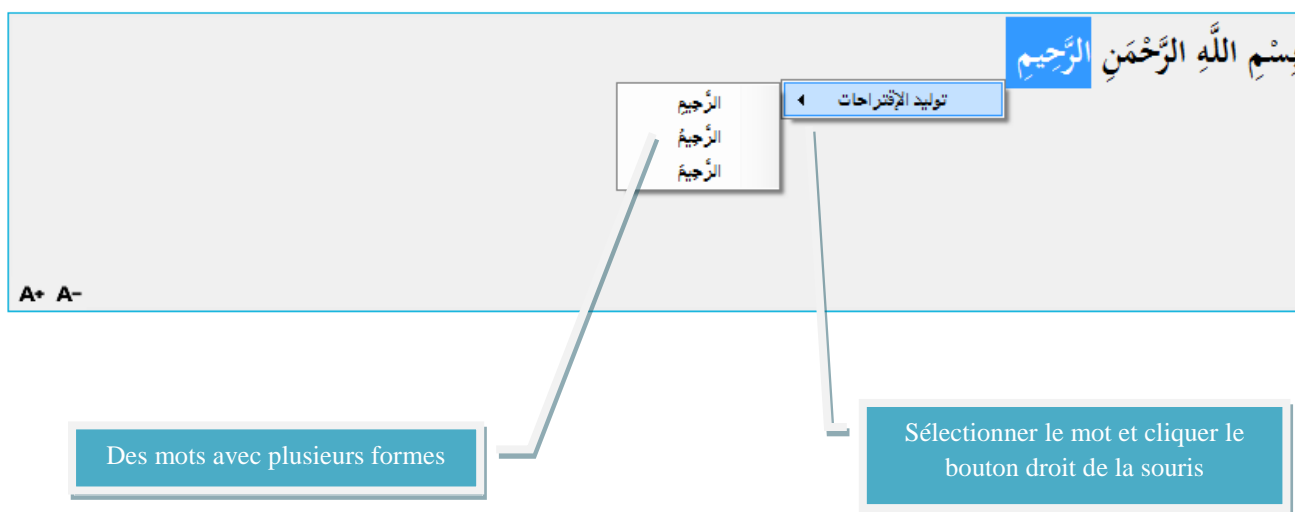 بِسْمِ اللَّهِ الرَّحْمَنِ الرَّحِيمِ
توليد الإقتراحات
الرَّحِيمِ
الرَّحِيمُ
الرَّحِيمَ
A+ A-
Des mots avec plusieurs formes
Sélectionner le mot et cliquer le
bouton droit de la souris